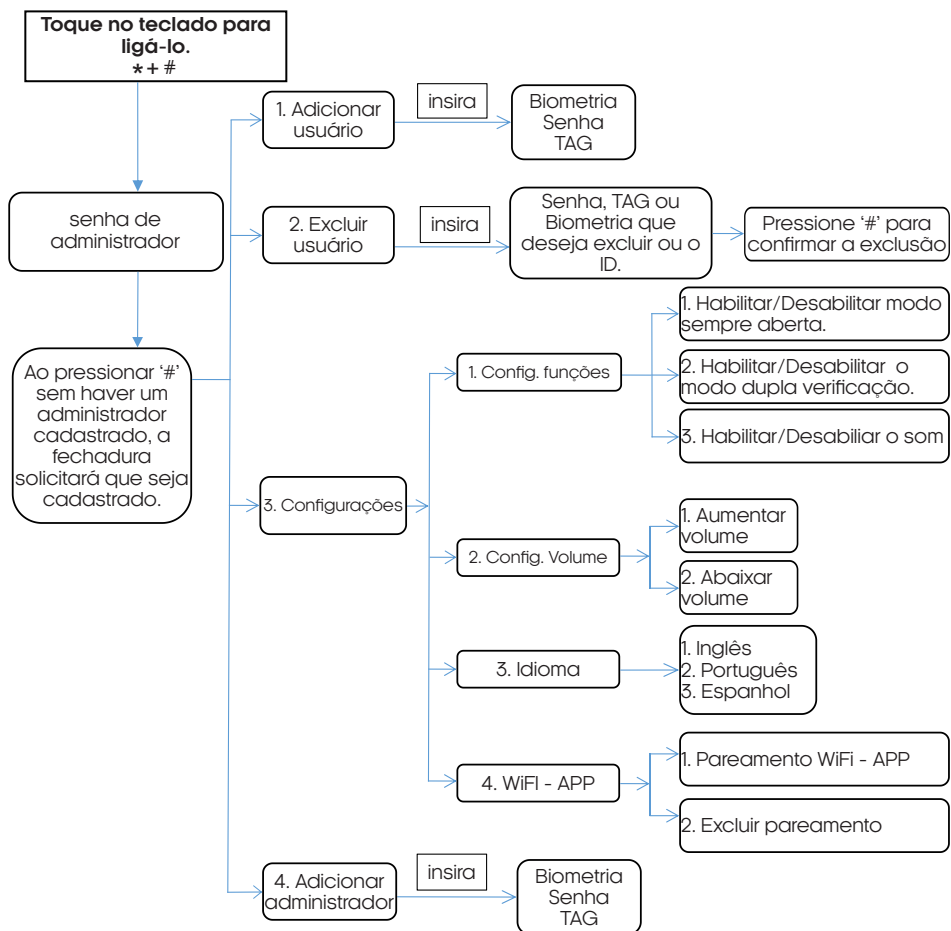 Toque no teclado para
ligá-lo.
*+#
senha de
administrador
Ao pressionar ‘#’
sem haver um
administrador
cadastrado, a
fechadura
solicitará que seja
cadastrado.
1. Adicionar
usuário
insira
Biometria
Senha
TAG
2. Excluir
usuário
insira
Senha, TAG ou
Biometria que
deseja excluir ou o
ID.
Pressione ‘#’ para
confirmar a exclusão
3. Configurações
1. Config. funções
1. Habilitar/Desabilitar modo
sempre aberta.
2. Habilitar/Desabilitar o
modo dupla verificação.
3. Habilitar/Desabiliar o som
2. Config. Volume
1. Aumentar
volume
2. Abaixar
volume
3. Idioma
1. Inglês
2. Português
3. Espanhol
4. WiFI - APP
1. Pareamento WiFi - APP
2. Excluir pareamento
4. Adicionar
administrador
insira
Biometria
Senha
TAG